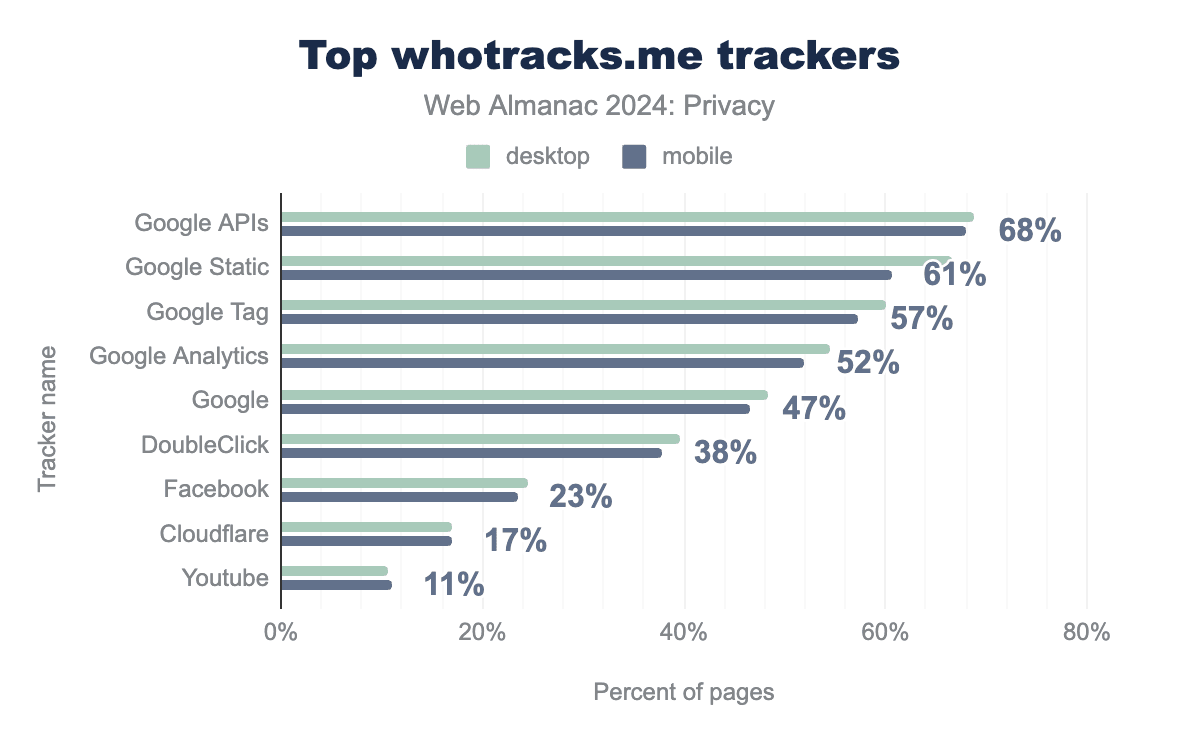 Top whotracks.me trackers
Web Almanac 2024: Privacy
desktop mobile
Tracker name
Google APIs 68%
Google Static 61%
Google Tag 57%
Google Analytics 52%
Google 47%
DoubleClick 38%
Facebook 23%
Cloudflare 17%
Youtube 11%
0% 20% 40% 60% 80%
Percent of pages